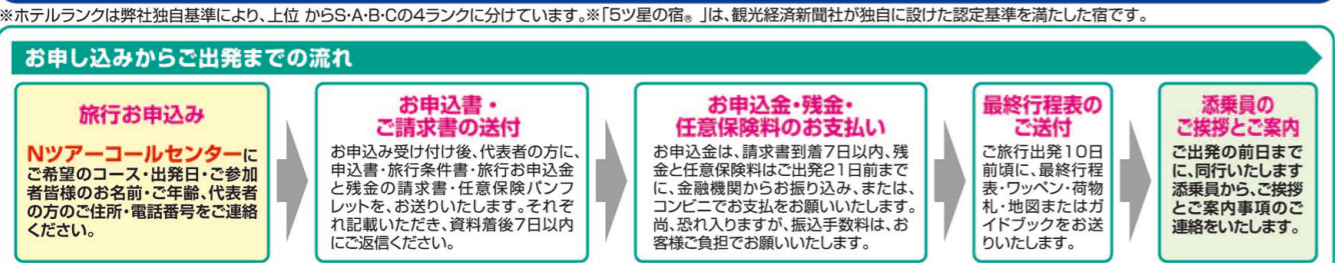 ※ホテルランクは弊社独自基準により、上位 からS・A・B・Cの4ランクに分けています。※「5ツ星の宿® 」は、観光経済新聞社が独自に設けた認定基準を満たした宿です。
お申し込みからご出発までの流れ
旅行お申込み
Nツアーコールセンターに
ご希望のコース・出発日・ご参加
者皆様のお名前・ご年齢、代表者
の方のご住所・電話番号をご連絡
ください。
お申込書・
ご請求書の送付
お申込み受け付け後、代表者の方に、
申込書・旅行条件書・旅行お申込金
と残金の請求書・任意保険パンフ
レットを、お送りいたします。それぞ
れ記載いただき、資料着後7日以内
にご返信ください。
お申込金・残金・
任意保険料のお支払い
お申込金は、請求書到着7日以内、残
金と任意保険料はご出発21日前まで
に、金融機関からお振り込み、または、
コンビニでお支払をお願いいたします。
尚、恐れ入りますが、振込手数料は、お
客様ご負担でお願いいたします。
最終行程表の
ご送付
ご旅行出発10日
前頃に、最終行程
表・ワッペン・荷物
札・地図またはガ
イドブックをお送
りいたします。
添乗員の
ご挨拶とご案内
ご出発の前日まで
に、同行いたします
添乗員から、ご挨拶
とご案内事項のご
連絡をいたします。